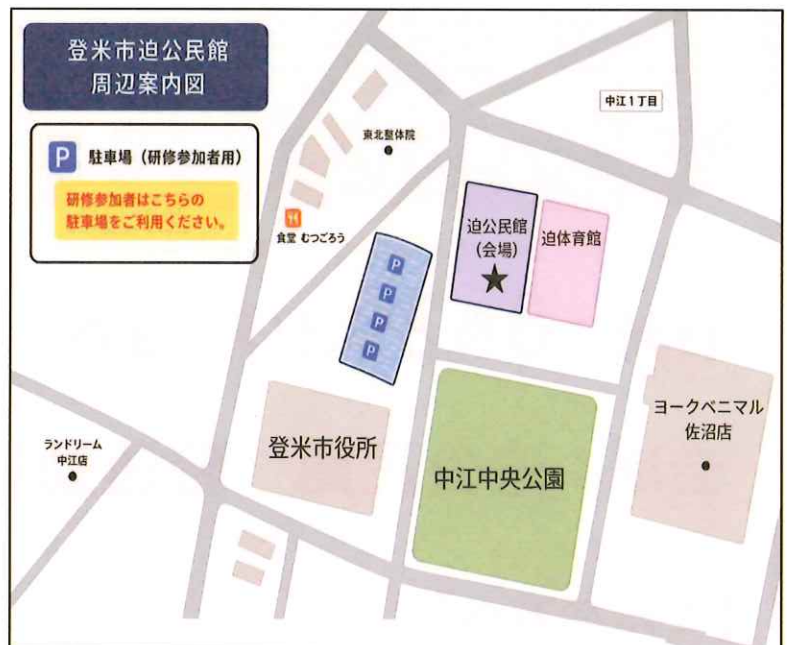 登米市迫公民館
周辺案内図
P 駐車場（研修参加者用）
研修参加者はこちらの
駐車場をご利用ください。
中江1丁目
東北整体院
食堂 むつごろう
迫公民館
（会場）
迫体育館
P
P
P
P
ヨークベニマル
佐沼店
ランドリーム
中江店
登米市役所
中江中央公園